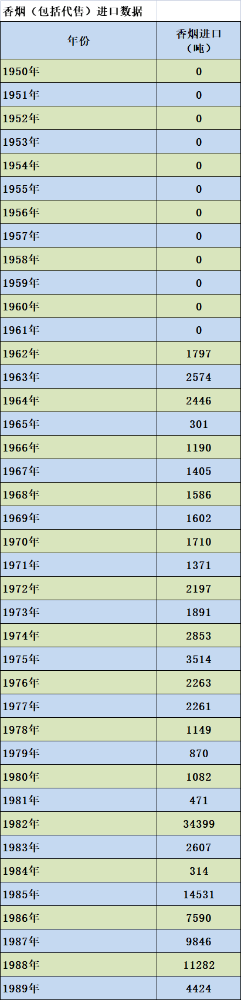 香烟（包括代售）进口数据
年份 香烟进口
（吨）
1950年 0
1951年 0
1952年 0
1953年 0
1954年 0
1955年 0
1956年 0
1957年 0
1958年 0
1959年 0
1960年 0
1961年 0
1962年 1797
1963年 2574
1964年 2446
1965年 301
1966年 1190
1967年 1405
1968年 1586
1969年 1602
1970年 1710
1971年 1371
1972年 2197
1973年 1891
1974年 2853
1975年 3514
1976年 2263
1977年 2261
1978年 1149
1979年 870
1980年 1082
1981年 471
1982年 34399
1983年 2607
1984年 314
1985年 14531
1986年 7590
1987年 9846
1988年 11282
1989年 4424